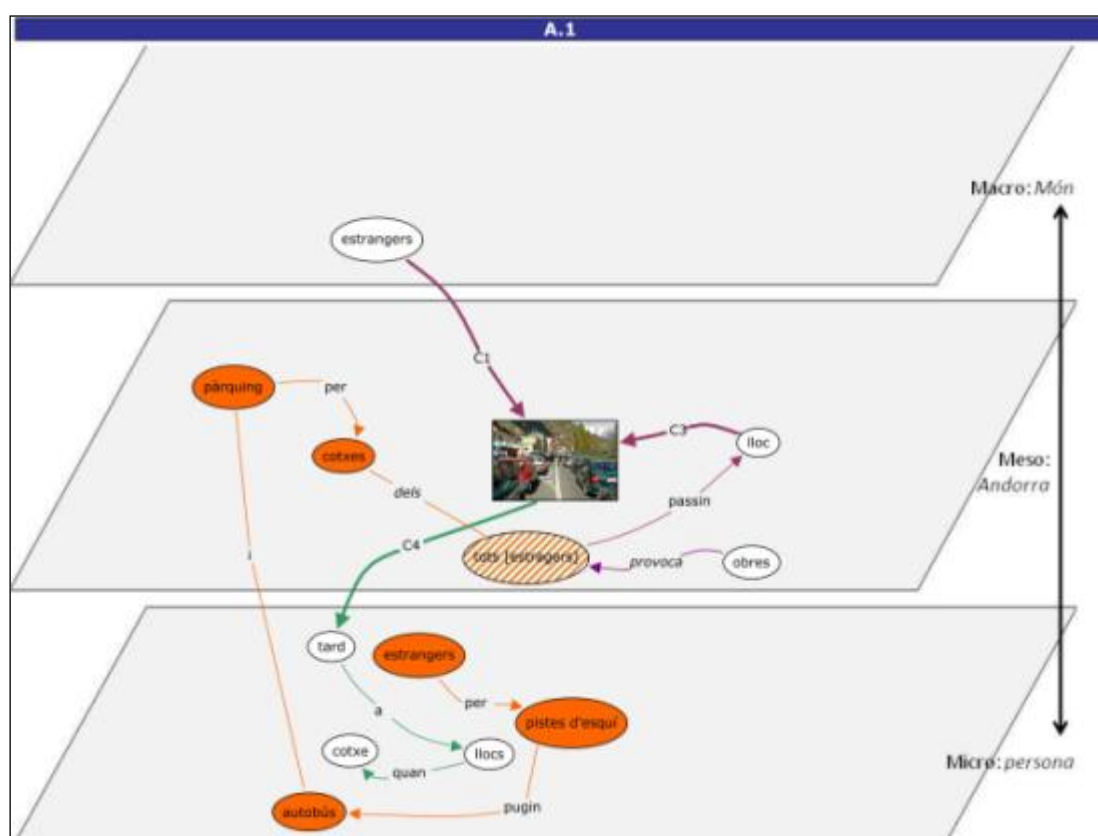 A.1
Macro: Món
estrangers
C1
pàrquing
per
cotxes
dels
C3
lloc
Meso:
Andorra
passin
C4
tots [estragers]
provoca
obres
i
tard
estrangers
per
a
pistes d'esquí
cotxe
quan
llocs
Micro: persona
autobús
pugin